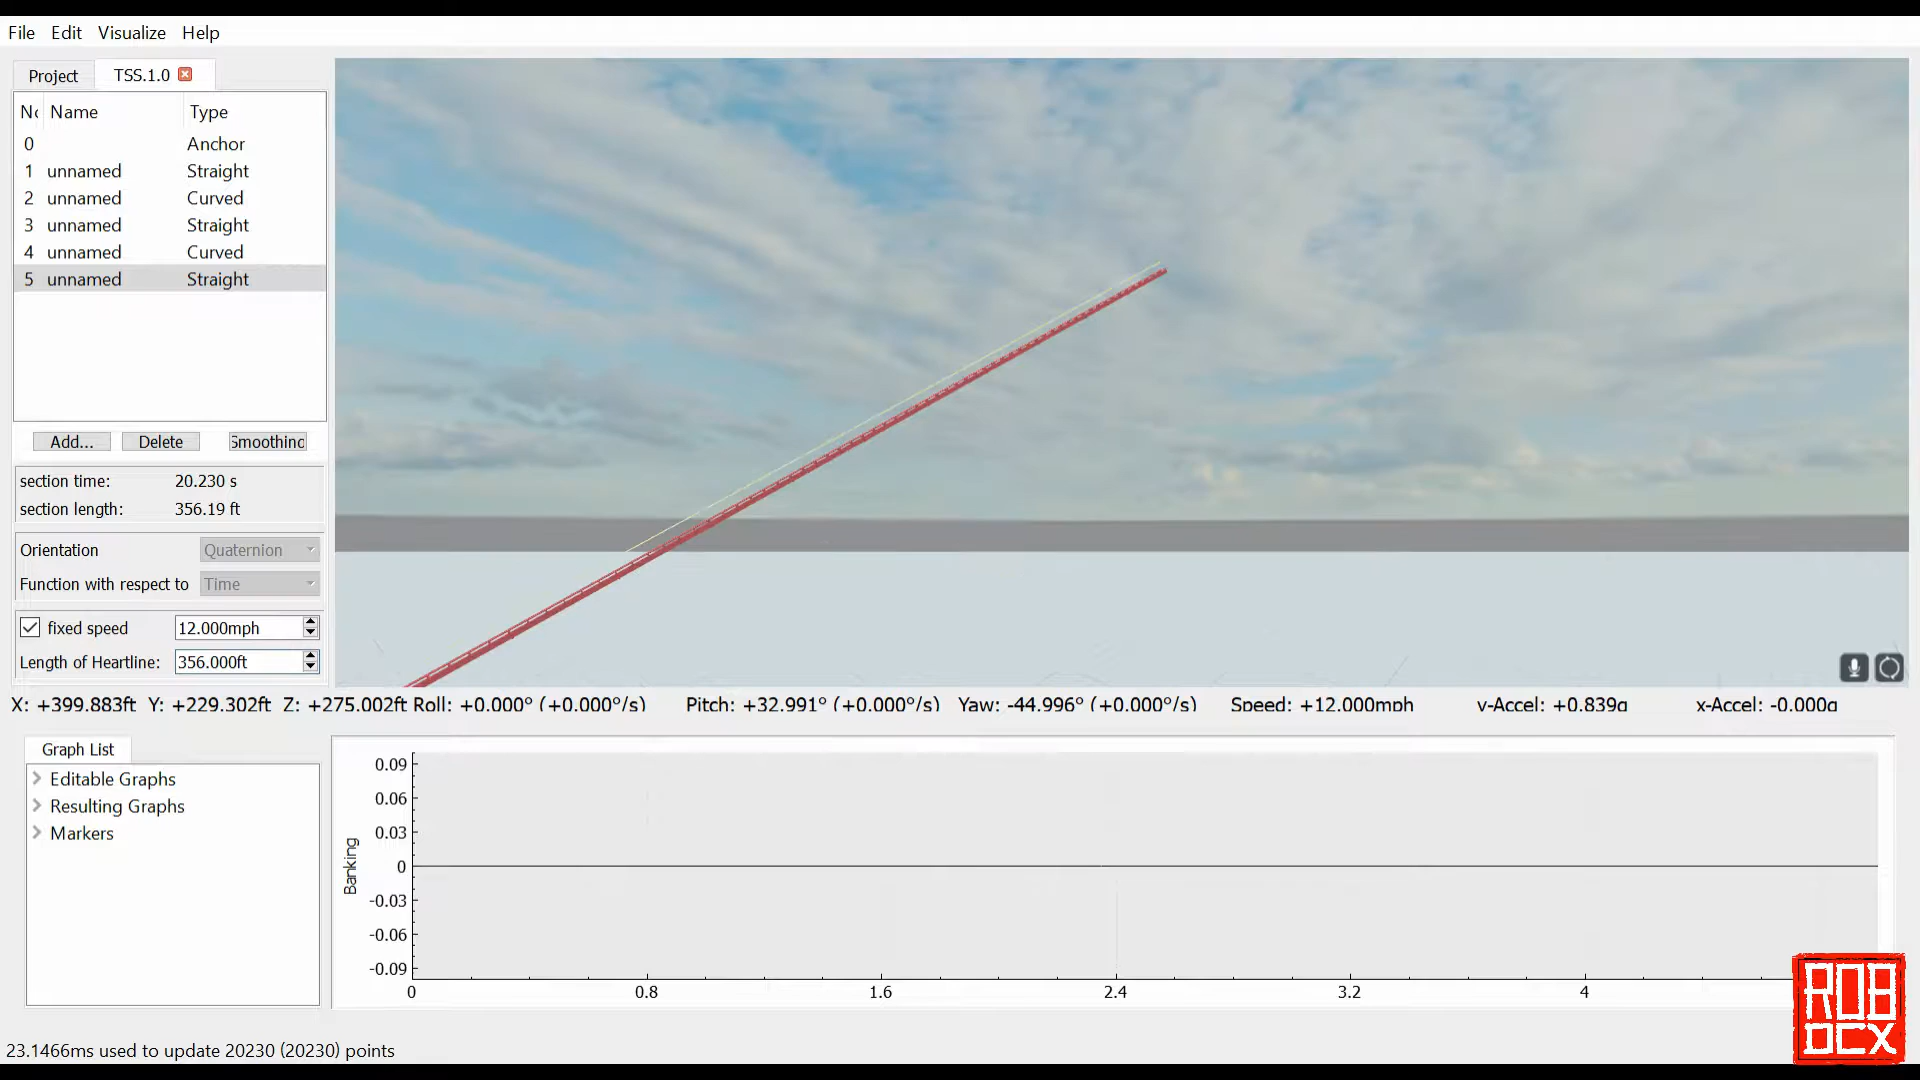 File Edit Visualize Help
Project TSS.1.0
Name Type
0 Anchor
1 unnamed Straight
2 unnamed Curved
3 unnamed Straight
4 unnamed Curved
5 unnamed Straight
Add... Delete Smoothing
section time: 20.230 s
section length: 356.19 ft
Orientation Quaternion
Function with respect to Time
fixed speed 12.000mph
Length of Heartline: 356.000ft
X: +399.883ft Y: +229.302ft Z: +275.002ft Roll: +0.000° (+0.000°/s) Pitch: +32.991° (+0.000°/s) Yaw: -44.996° (+0.000°/s) Speed: +12.000mph v-Accel: +0.839g x-Accel: -0.000g
Graph List
Editable Graphs
Resulting Graphs
Markers
Banking
0.09
0.06
0.03
0
-0.03
-0.06
-0.09
0 0.8 1.6 2.4 3.2 4
ROB
OCX
23.1466ms used to update 20230 (20230) points